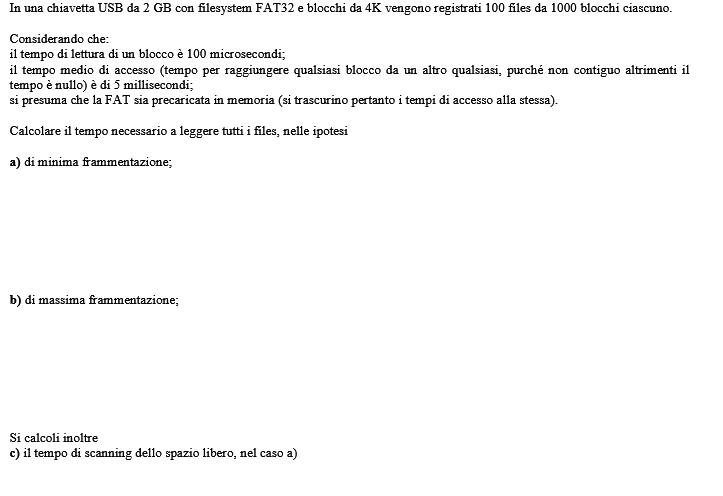 In una chiavetta USB da 2 GB con filesystem FAT32 e blocchi da 4K vengono registrati 100 files da 1000 blocchi ciascuno.
Considerando che:
il tempo di lettura di un blocco è 100 microsecondi;
il tempo medio di accesso (tempo per raggiungere qualsiasi blocco da un altro qualsiasi, purché non contiguo altrimenti il
tempo è nullo) è di 5 millisecondi;
si presuma che la FAT sia precaricata in memoria (si trascurino pertanto i tempi di accesso alla stessa).
Calcolare il tempo necessario a leggere tutti i files, nelle ipotesi
a) di minima frammentazione;
b) di massima frammentazione;
Si calcoli inoltre
c) il tempo di scanning dello spazio libero, nel caso a)